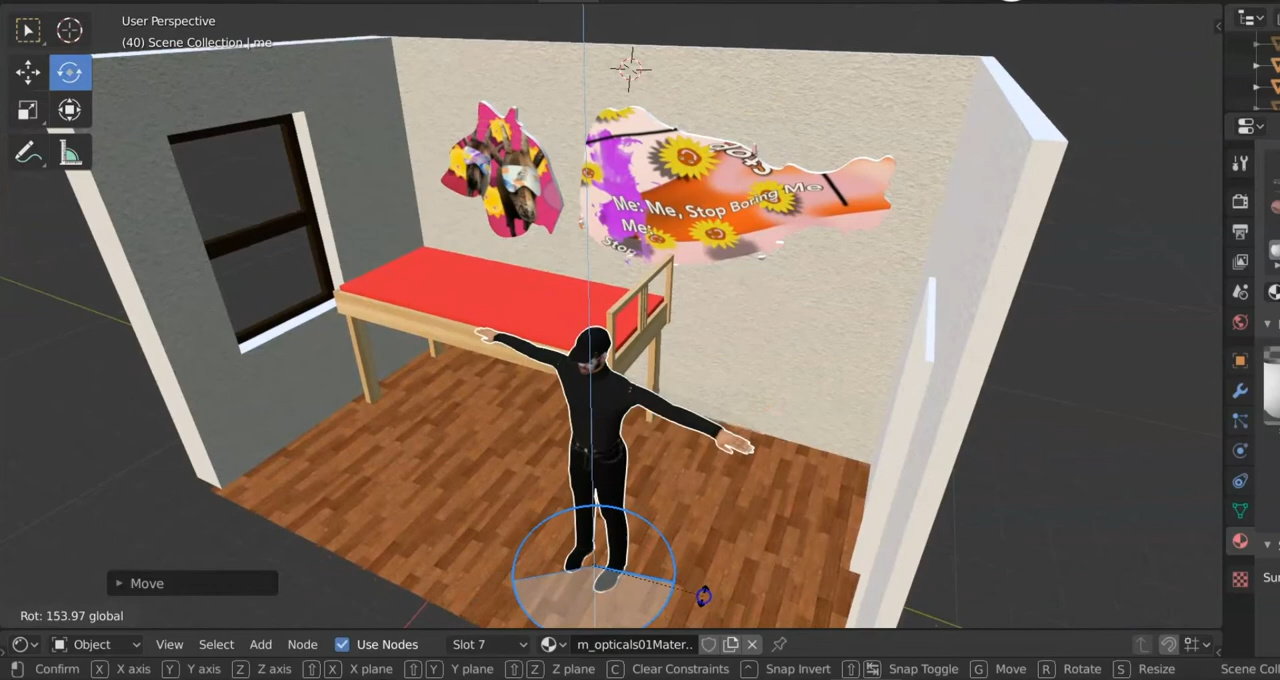 User Perspective
(40) Scene Collection | me
Stop
Me: Me, Stop Boring Me
Me:
Stop
Move
Rot: 153.97 global
Object View Select Add Node Use Nodes Slot 7 m_opticals01Mater..
Su
Confirm X X axis Y Y axis Z Z axis X X plane Y Y plane Z Z plane C Clear Constraints ^ Snap Invert Snap Toggle G Move R Rotate S Resize Scene Coll